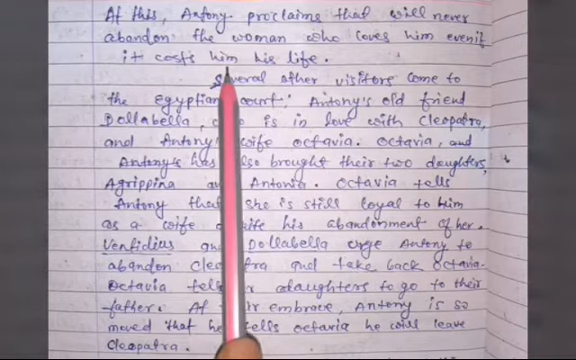 At this, Antony proclaims that will never
abandon the woman who loves him even if
it costs him his life.
Several other visitors come to
the Egyptian court: Antony's old friend
Dollabella, is in love with Cleopatra,
and Antony's wife octavia. octavia, and
Antony's has also brought their two daughters,
Agrippina Antonia. Octavia tells
Antony that she is still loyal to him
as a wife his abandonment of her.
Ventidius Dollabella urge Antony to
abandon and take back octavia.
Octavia daughters to go to their
father. At embrace, Antony is so
moved that he octavia he will leave
Cleopatra.